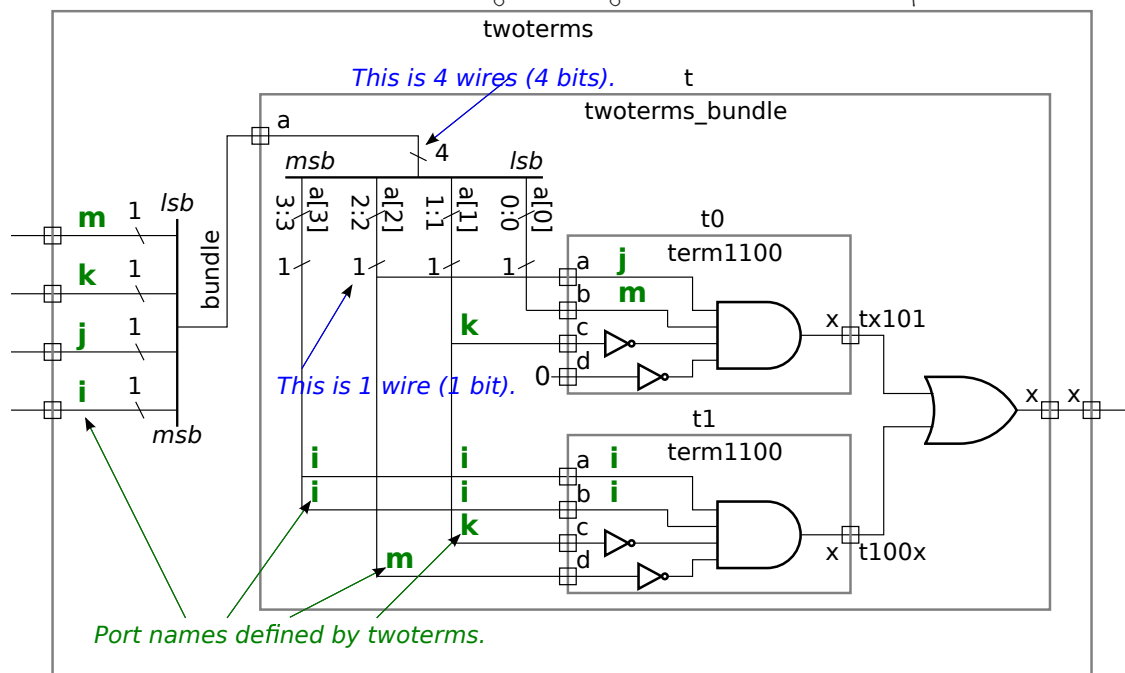 twoterms
This is 4 wires (4 bits).
t
twoterms_bundle
a
4
msb
lsb
3:3
a[3]
2:2
a[2]
1:1
a[1]
0:0
a[0]
1
1
1
1
m
1
lsb
k
1
bundle
j
1
i
1
msb
t0
term1100
a
j
b
m
k
c
0
d
x
tx101
This is 1 wire (1 bit).
t1
term1100
i
i
a
i
i
i
b
i
k
c
m
d
x
t100x
x
x
Port names defined by twoterms.